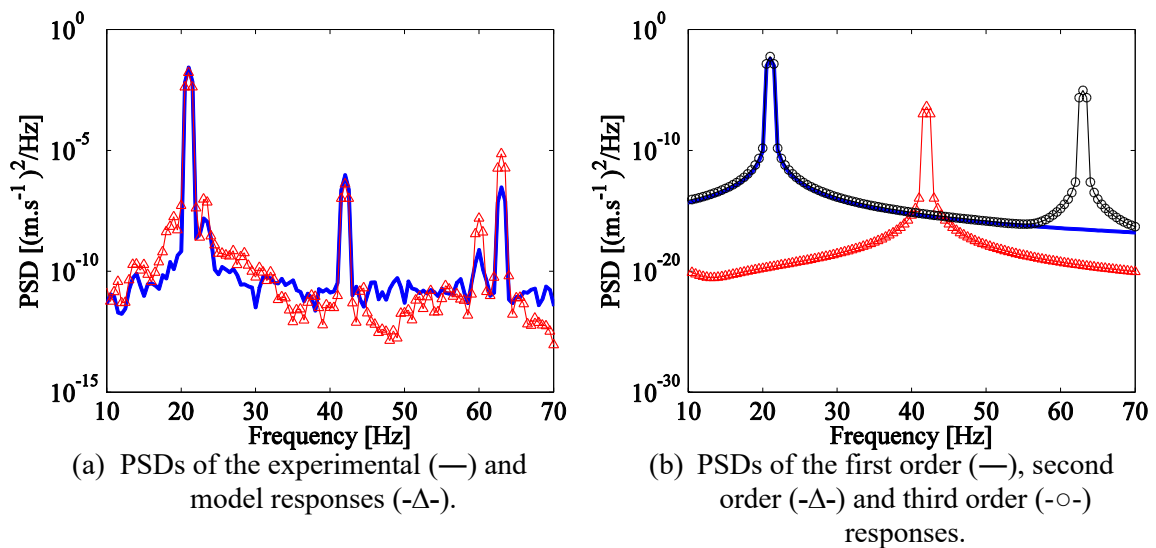 10^0
10^-5
10^-10
10^-15
PSD [(m.s^-1 )^2/Hz]
10 20 30 40 50 60 70
Frequency [Hz]
(a) PSDs of the experimental (—) and
model responses (-Δ-).
10^0
10^-10
10^-20
10^-30
PSD [(m.s^-1 )^2/Hz]
10 20 30 40 50 60 70
Frequency [Hz]
(b) PSDs of the first order (—), second
order (-Δ-) and third order (-○-)
responses.